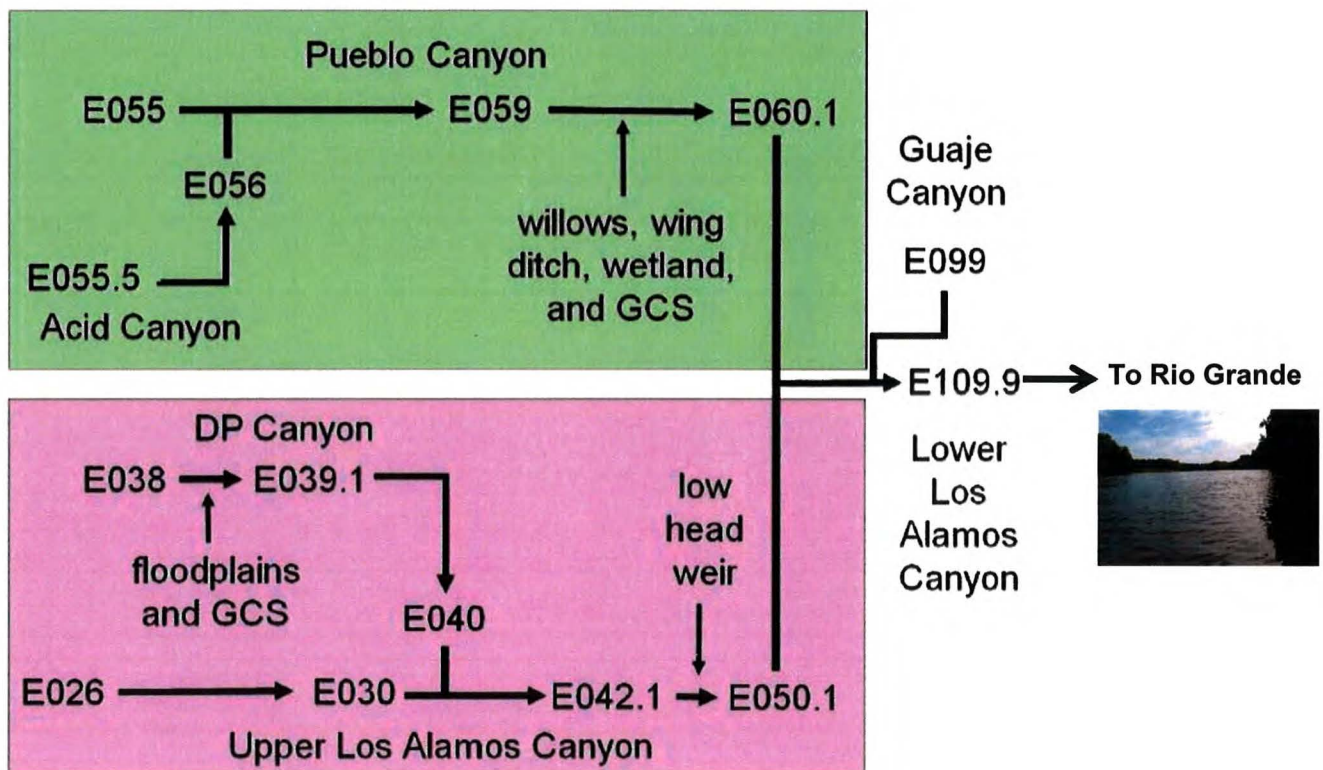 Pueblo Canyon
E055
E059
E060.1
E056
willows, wing
ditch, wetland,
and GCS
E055.5
Acid Canyon
Guaje
Canyon
E099
E109.9
To Rio Grande
Lower
Los
Alamos
Canyon
DP Canyon
E038
E039.1
floodplains
and GCS
E040
low
head
weir
E026
E030
E042.1
E050.1
Upper Los Alamos Canyon